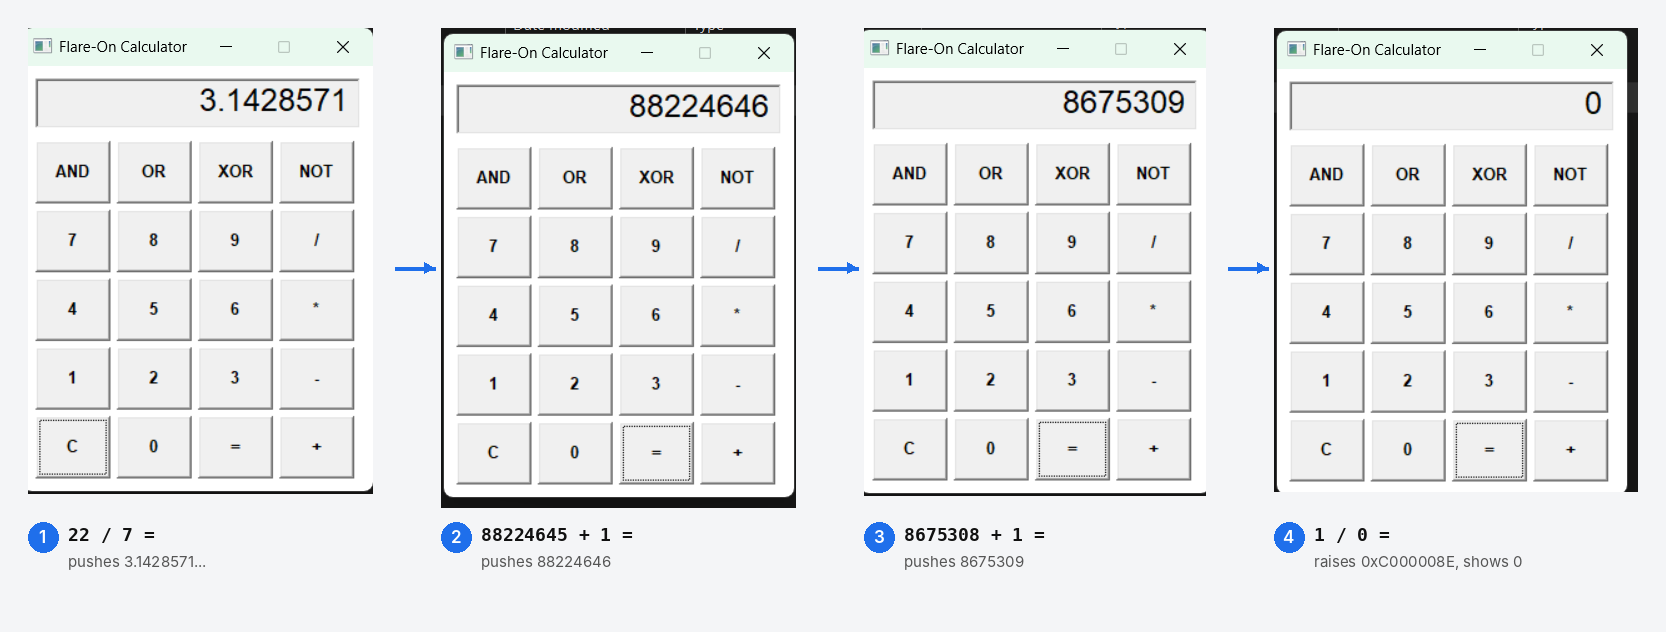 Flare-On Calculator
3.1428571
AND OR XOR NOT
7 8 9 /
4 5 6 *
1 2 3 -
C 0 = +
1 22 / 7 =
pushes 3.1428571...
Date modified Type
Flare-On Calculator
88224646
AND OR XOR NOT
7 8 9 /
4 5 6 *
1 2 3 -
C 0 = +
2 88224645 + 1 =
pushes 88224646
Flare-On Calculator
8675309
AND OR XOR NOT
7 8 9 /
4 5 6 *
1 2 3 -
C 0 = +
3 8675308 + 1 =
pushes 8675309
Flare-On Calculator
0
AND OR XOR NOT
7 8 9 /
4 5 6 *
1 2 3 -
C 0 = +
4 1 / 0 =
raises 0xC000008E, shows 0